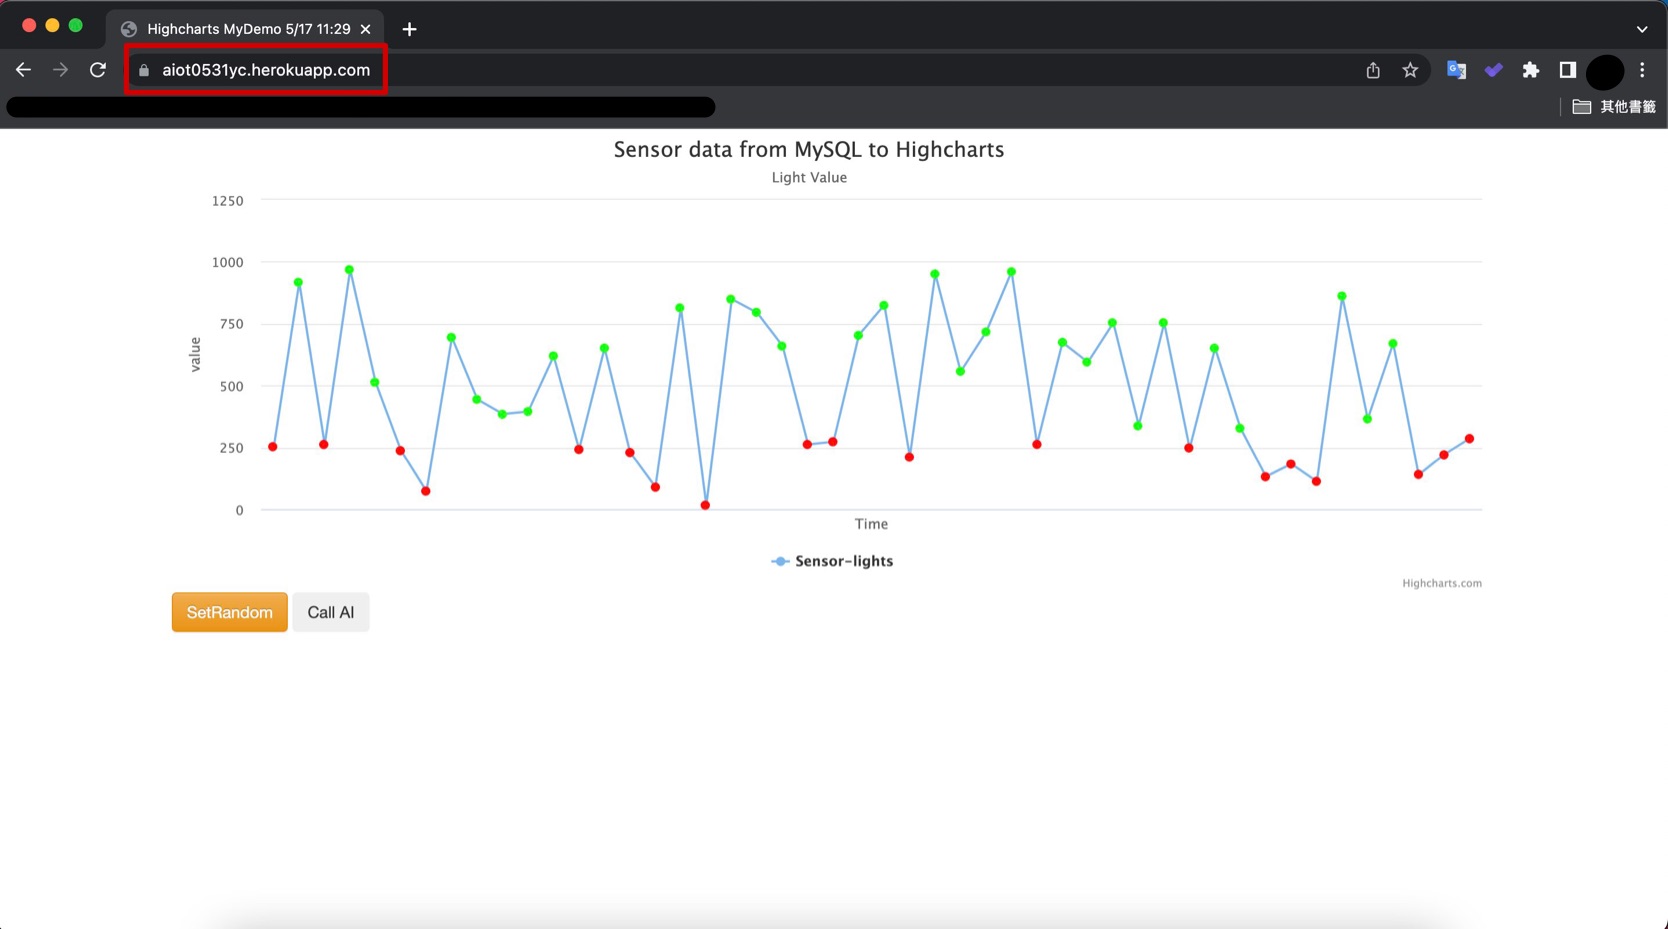 Highcharts MyDemo 5/17 11:29
aiot0531yc.herokuapp.com
其他書籤
Sensor data from MySQL to Highcharts
Light Value
1250
1000
750
500
250
0
value
Time
Sensor-lights
Highcharts.com
SetRandom
Call AI